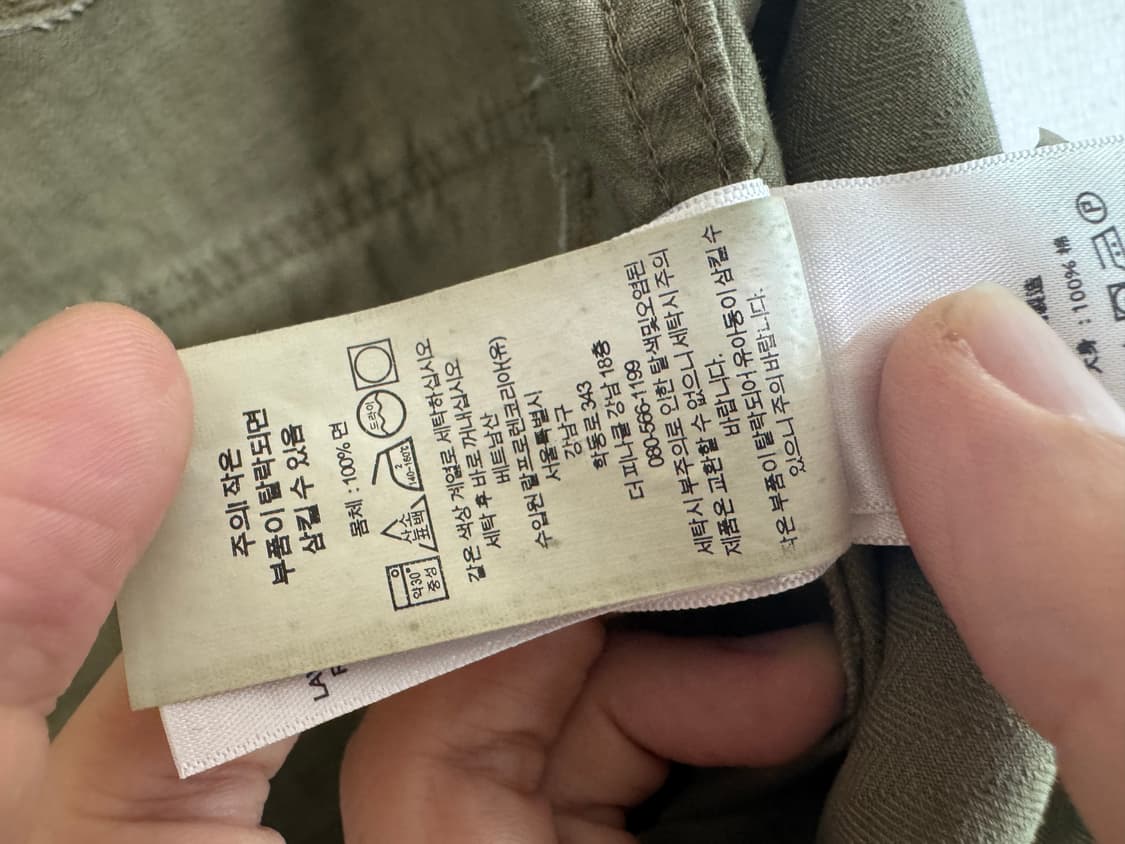 주의! 작은
부품이 탈락되면
삼킬 수 있음
몸체 : 100% 면
약30°
중성
산소
표백
2
140~160℃
드라이
같은 색상 계열로 세탁하십시오
세탁 후 바로 꺼내십시오
베트남산
수입원 랄프로렌코리아(유)
서울특별시
강남구
학동로 343
더 피나클 강남 18층
080-566-1199
세탁시 부주의로 인한 탈색및오염된
제품은 교환할 수 없으니 세탁시 주의
바랍니다.
작은 부품이 탈락되어 유아동이 삼킬 수
있으니 주의바랍니다.
LA
: 100% 棉
P